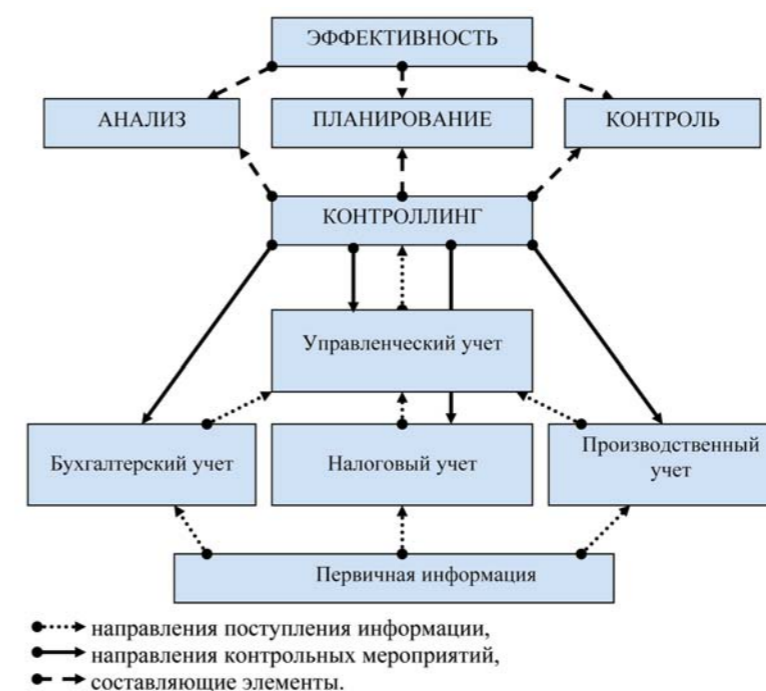 ЭФФЕКТИВНОСТЬ
АНАЛИЗ
ПЛАНИРОВАНИЕ
КОНТРОЛЬ
КОНТРОЛЛИНГ
Управленческий учет
Бухгалтерский учет
Налоговый учет
Производственный
учет
Первичная информация
направления поступления информации,
направления контрольных мероприятий,
составляющие элементы.